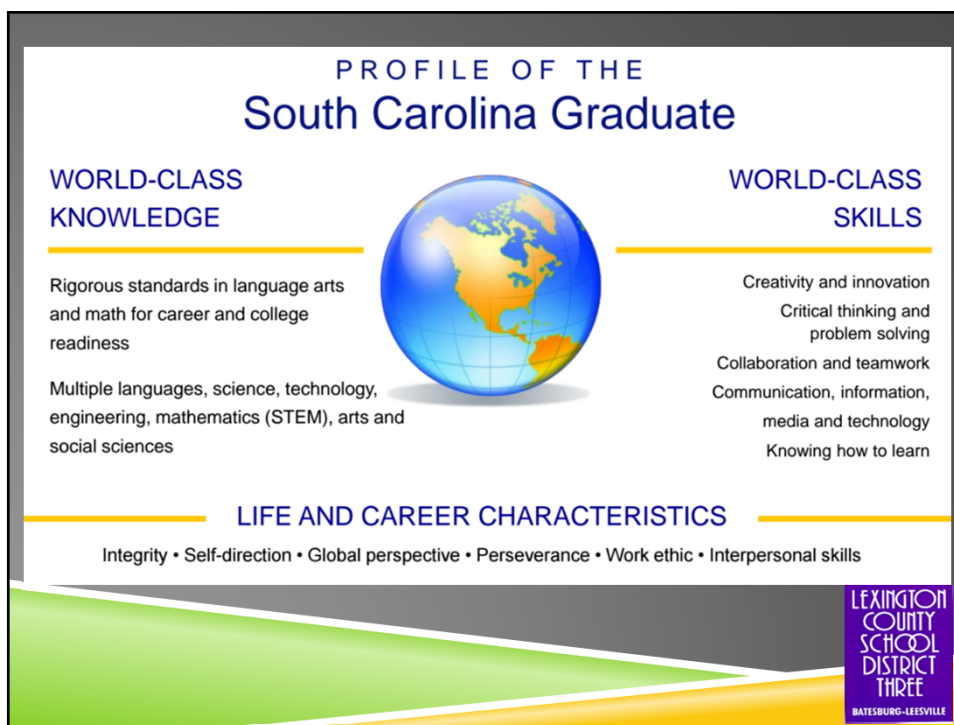 PROFILE OF THE
South Carolina Graduate
WORLD-CLASS
KNOWLEDGE
Rigorous standards in language arts
and math for career and college
readiness
Multiple languages, science, technology,
engineering, mathematics (STEM), arts and
social sciences
WORLD-CLASS
SKILLS
Creativity and innovation
Critical thinking and
problem solving
Collaboration and teamwork
Communication, information,
media and technology
Knowing how to learn
LIFE AND CAREER CHARACTERISTICS
Integrity • Self-direction • Global perspective • Perseverance • Work ethic • Interpersonal skills
LEXINGTON
COUNTY
SCHOOL
DISTRICT
THREE
BATESBURG-LEESVILLE